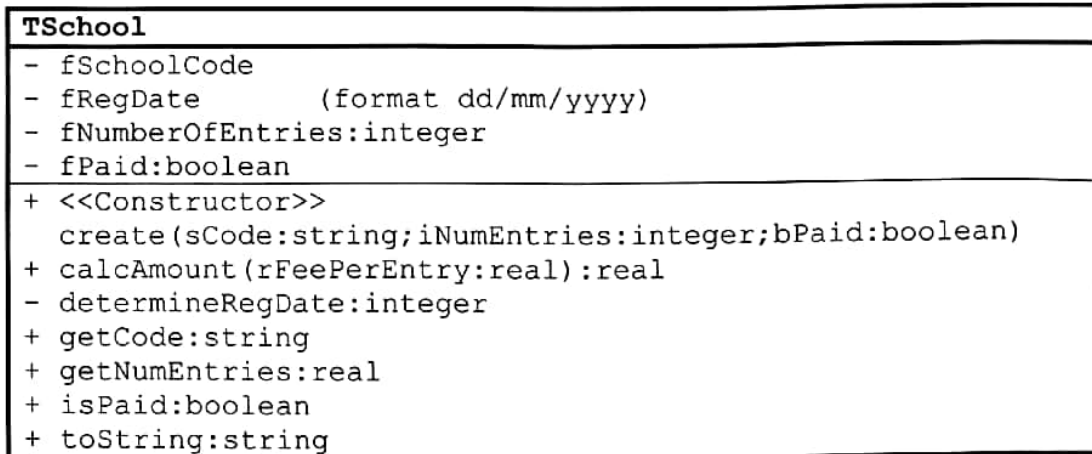 TSchool
- fSchoolCode
- fRegDate (format dd/mm/yyyy)
- fNumberOfEntries:integer
- fPaid:boolean
+ <<Constructor>>
create(sCode:string;iNumEntries:integer;bPaid:boolean)
+ calcAmount(rFeePerEntry:real):real
- determineRegDate:integer
+ getCode:string
+ getNumEntries:real
+ isPaid:boolean
+ toString:string